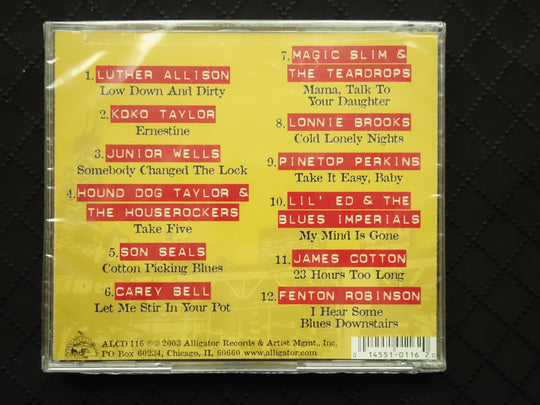 1. LUTHER ALLISON
Low Down And Dirty
2. KOKO TAYLOR
Ernestine
3. JUNIOR WELLS
Somebody Changed The Lock
4. HOUND DOG TAYLOR &
THE HOUSEROCKERS
Take Five
5. SON SEALS
Cotton Picking Blues
6. CAREY BELL
Let Me Stir In Your Pot
7. MAGIC SLIM &
THE TEARDROPS
Mama, Talk To
Your Daughter
8. LONNIE BROOKS
Cold Lonely Nights
9. PINETOP PERKINS
Take It Easy, Baby
10. LIL' ED & THE
BLUES IMPERIALS
My Mind Is Gone
11. JAMES COTTON
23 Hours Too Long
12. FENTON ROBINSON
I Hear Some
Blues Downstairs
ALCD 116 ℗© 2003 Alligator Records & Artist Mgmt., Inc.
PO Box 60234, Chicago, IL 60660 www.alligator.com
0 14551-0116 2